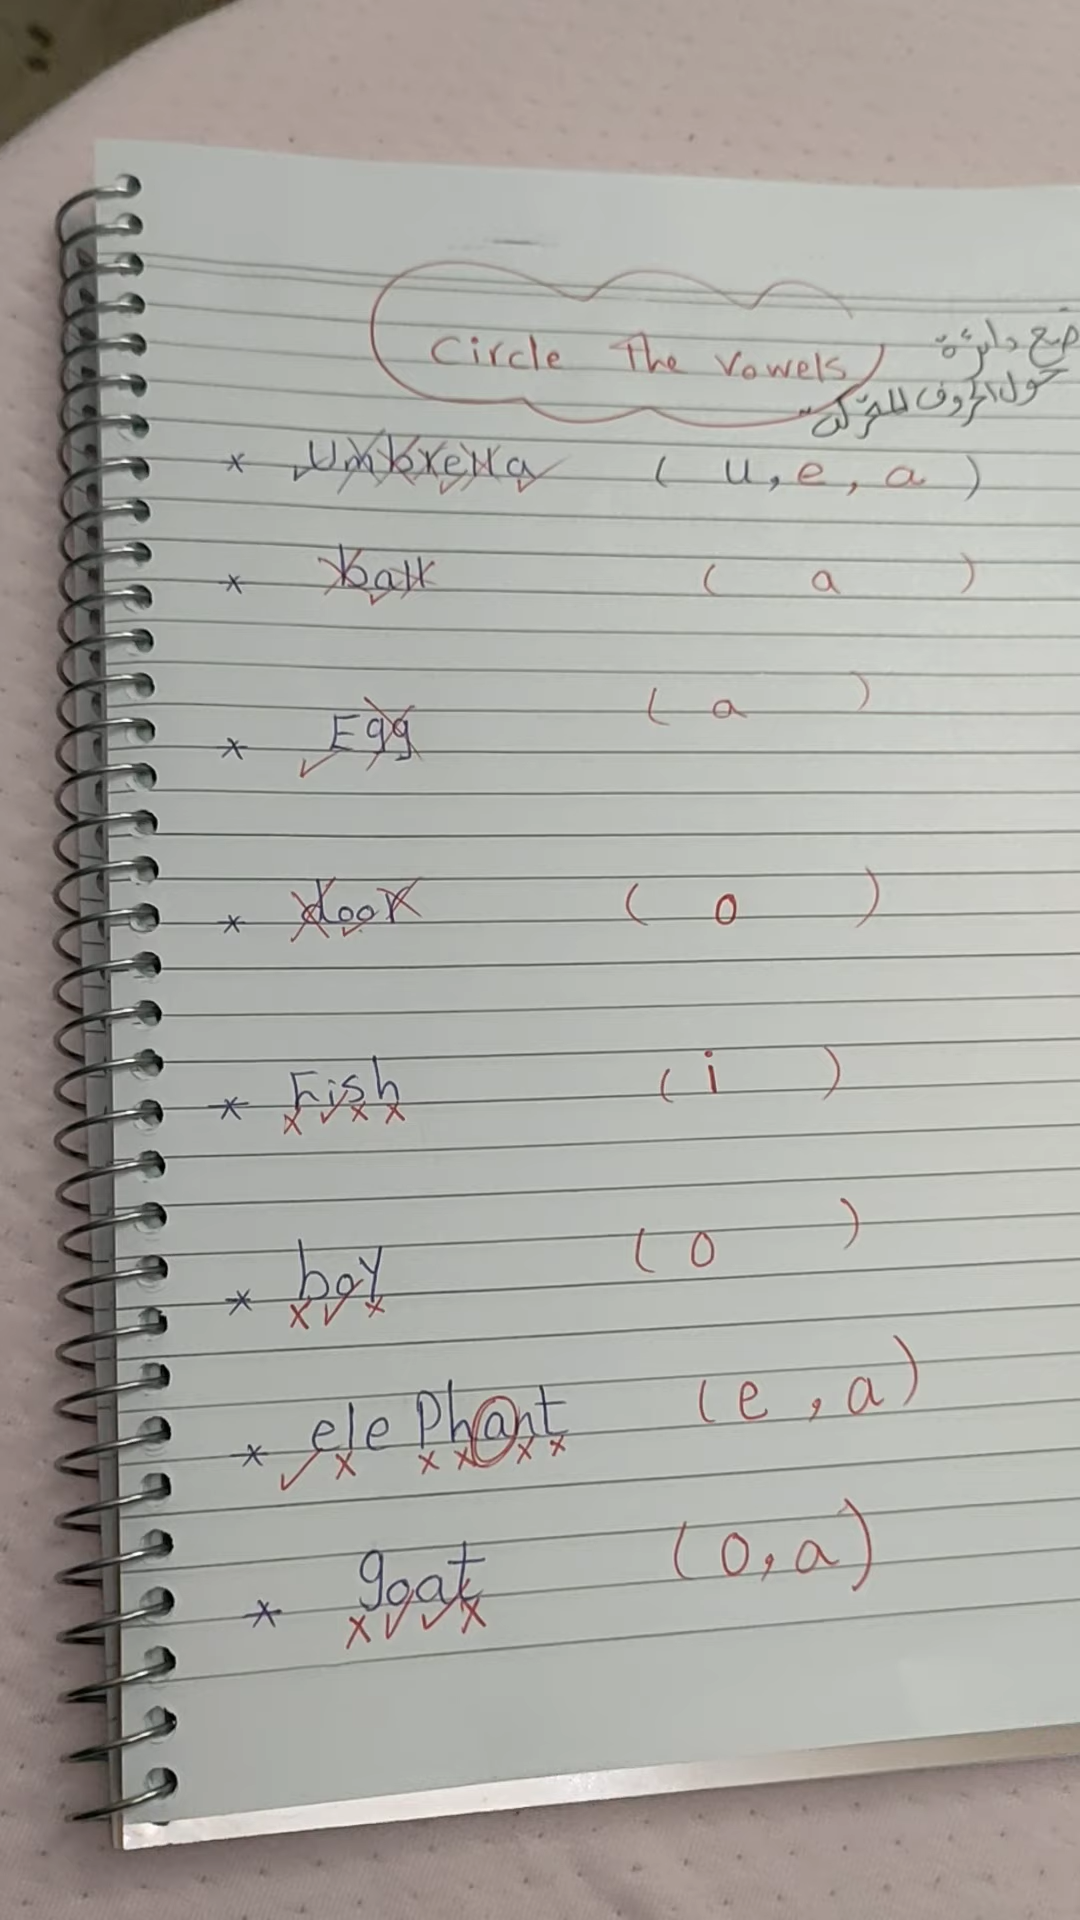 Circle The Vowels
ضع دائرة
حول الحروف المتحركة
* Umbrella ( u, e, a )
* ball ( a )
* Egg ( a )
* door ( o )
* Fish ( i )
* boy ( o )
* elePhant ( e , a )
* goat ( o, a )